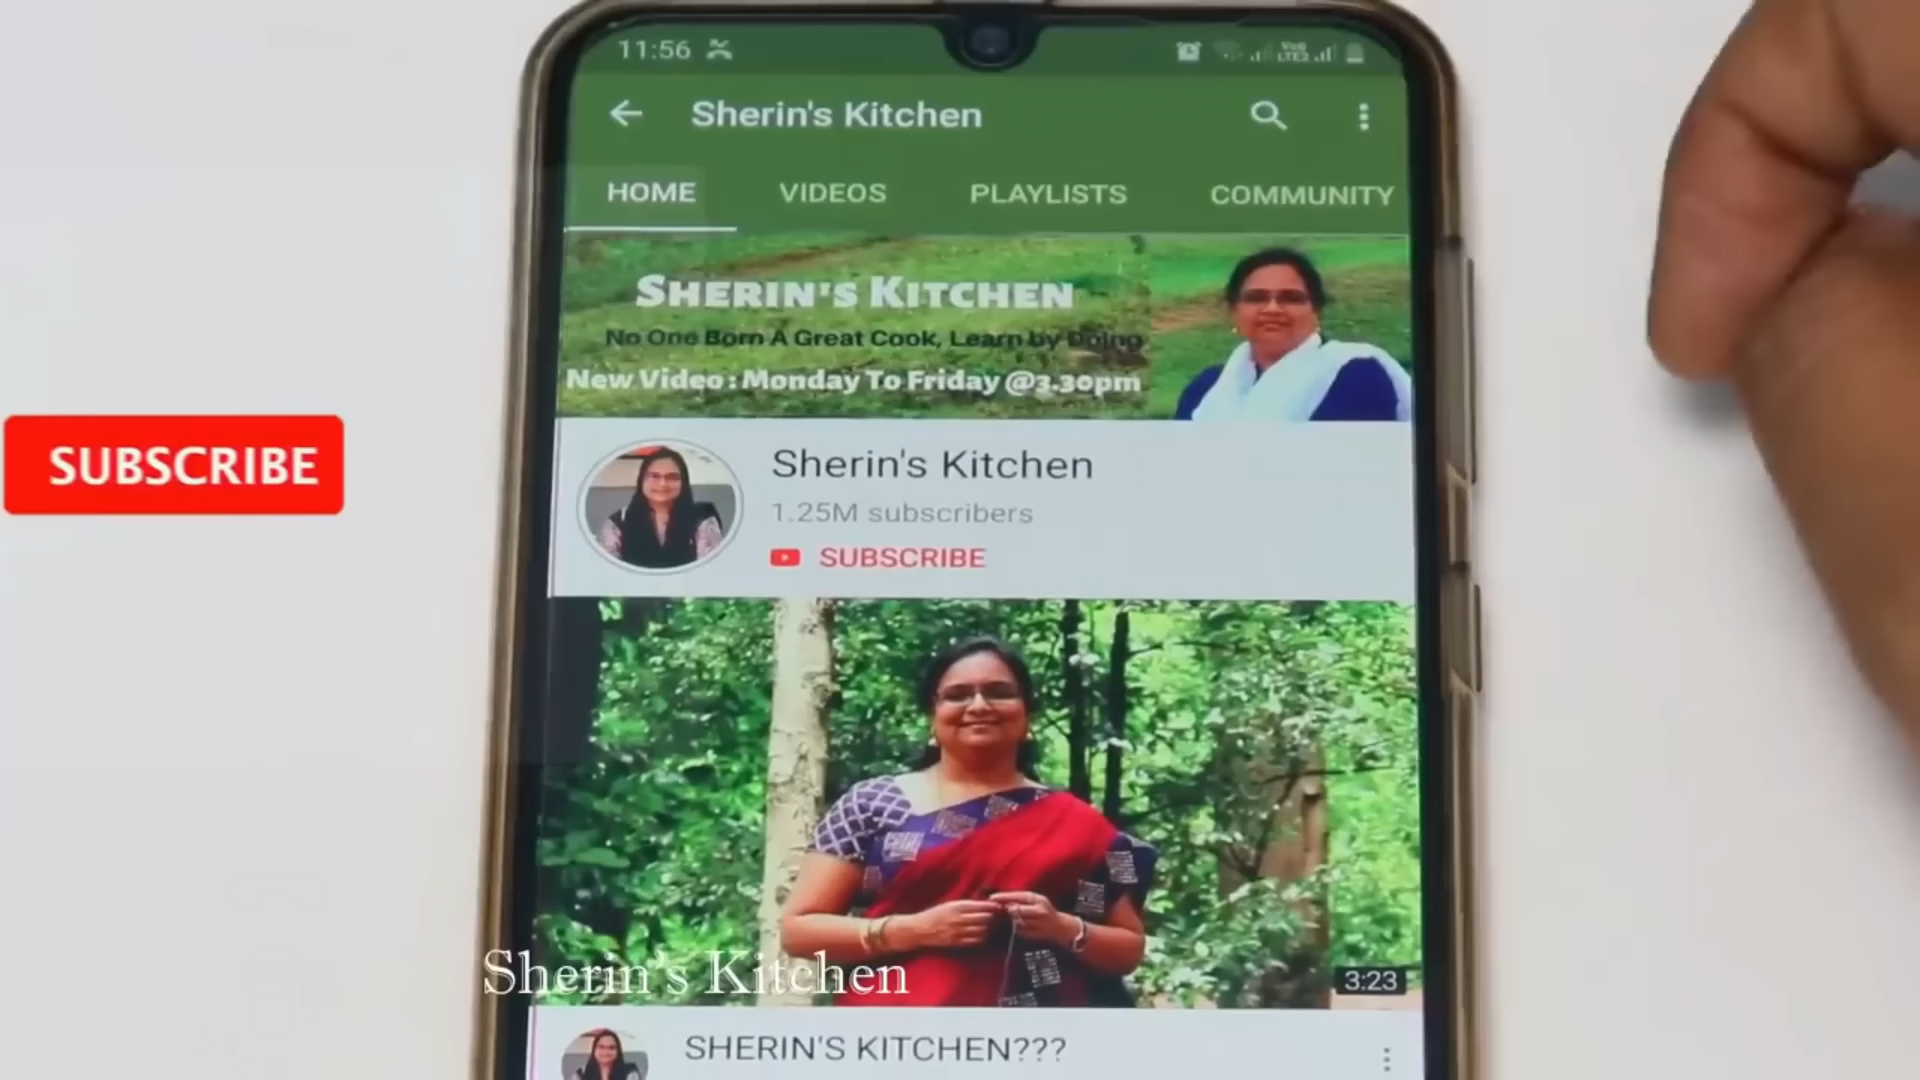 11:56
Sherin's Kitchen
HOME VIDEOS PLAYLISTS COMMUNITY
SHERIN'S KITCHEN
No One Born A Great Cook, Learn by Doing
New Video : Monday To Friday @3.30pm
Sherin's Kitchen
1.25M subscribers
SUBSCRIBE
SUBSCRIBE
Sherin's Kitchen
3:23
SHERIN'S KITCHEN???